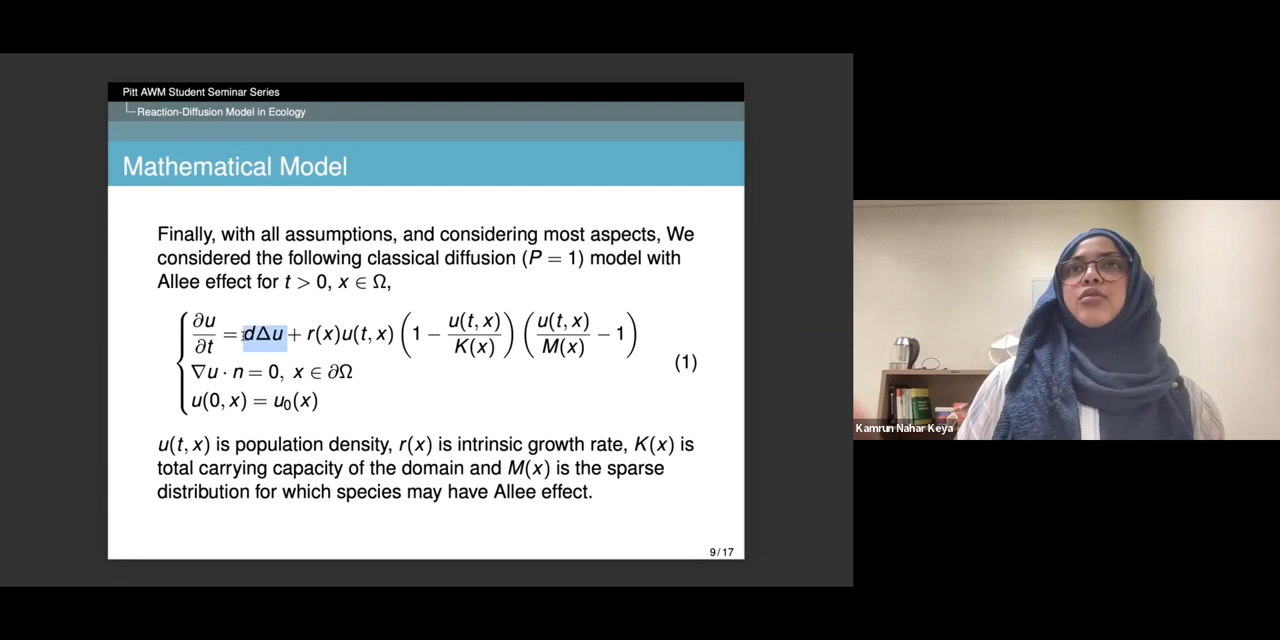 Pitt AWM Student Seminar Series
Reaction-Diffusion Model in Ecology
Mathematical Model
Finally, with all assumptions, and considering most aspects, We
considered the following classical diffusion (P = 1) model with
Allee effect for t > 0, x ∈ Ω,
∂u/∂t = dΔu + r(x)u(t, x) (1 − u(t, x)/K(x)) (u(t, x)/M(x) − 1)
∇u · n = 0, x ∈ ∂Ω
(1)
u(0, x) = u₀(x)
u(t, x) is population density, r(x) is intrinsic growth rate, K(x) is
total carrying capacity of the domain and M(x) is the sparse
distribution for which species may have Allee effect.
9 / 17
Kamrun Nahar Keya